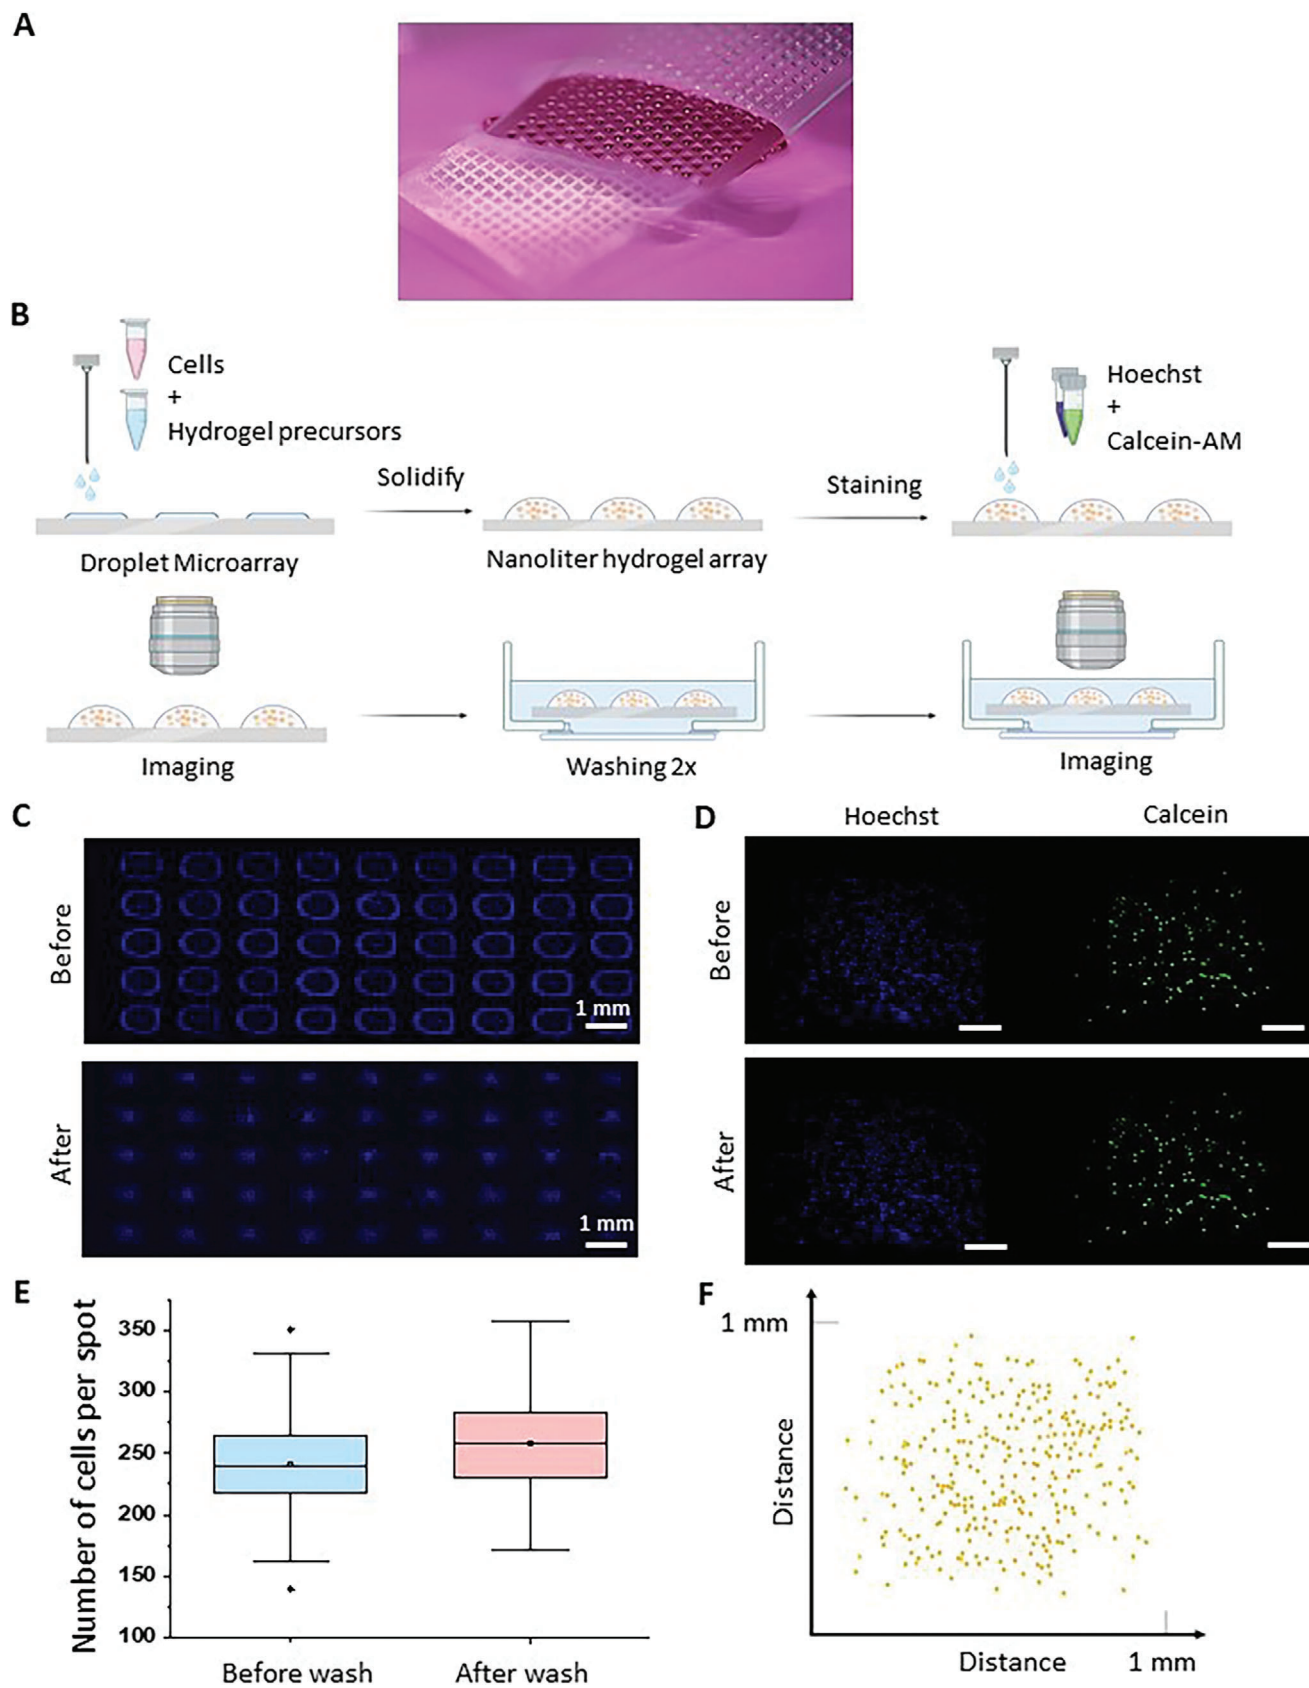 A
B
Cells
+
Hydrogel precursors
Hoechst
+
Calcein-AM
Solidify
Staining
Droplet Microarray
Nanoliter hydrogel array
Imaging
Washing 2x
Imaging
C
Before
1 mm
After
1 mm
D
Hoechst
Calcein
Before
After
E
Number of cells per spot
350
300
250
200
150
100
Before wash
After wash
F
1 mm
Distance
Distance
1 mm